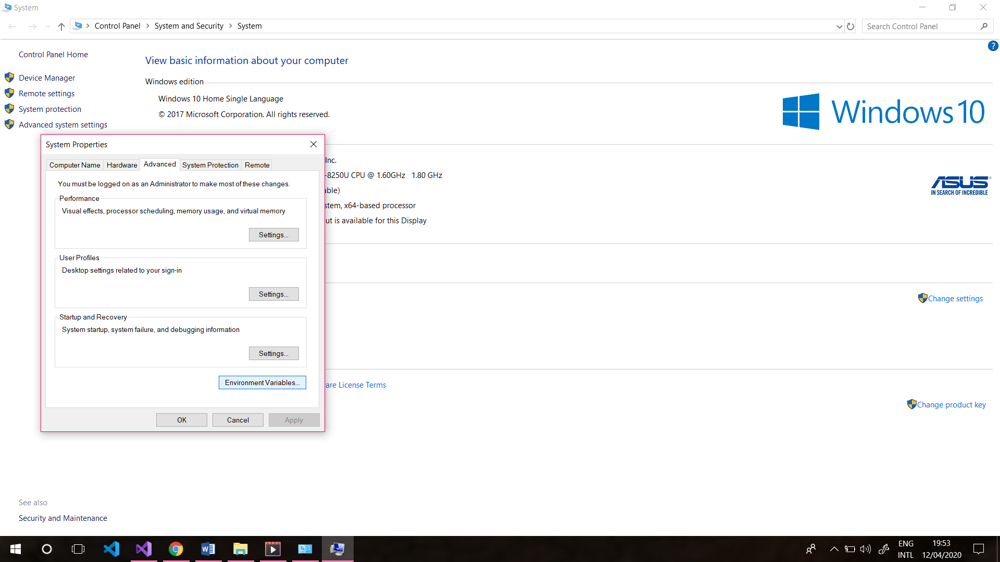 System
Control Panel > System and Security > System
Search Control Panel
?
Control Panel Home
Device Manager
Remote settings
System protection
Advanced system settings
View basic information about your computer
Windows edition
Windows 10 Home Single Language
© 2017 Microsoft Corporation. All rights reserved.
Windows 10
System Properties
Computer Name
Hardware
Advanced
System Protection
Remote
You must be logged on as an Administrator to make most of these changes.
Performance
Visual effects, processor scheduling, memory usage, and virtual memory
Settings...
User Profiles
Desktop settings related to your sign-in
Settings...
Startup and Recovery
System startup, system failure, and debugging information
Settings...
Environment Variables...
OK
Cancel
Apply
Inc.
-8250U CPU @ 1.60GHz 1.80 GHz
able)
stem, x64-based processor
ut is available for this Display
ASUS
IN SEARCH OF INCREDIBLE
Change settings
are License Terms
Change product key
See also
Security and Maintenance
ENG
INTL
19:53
12/04/2020